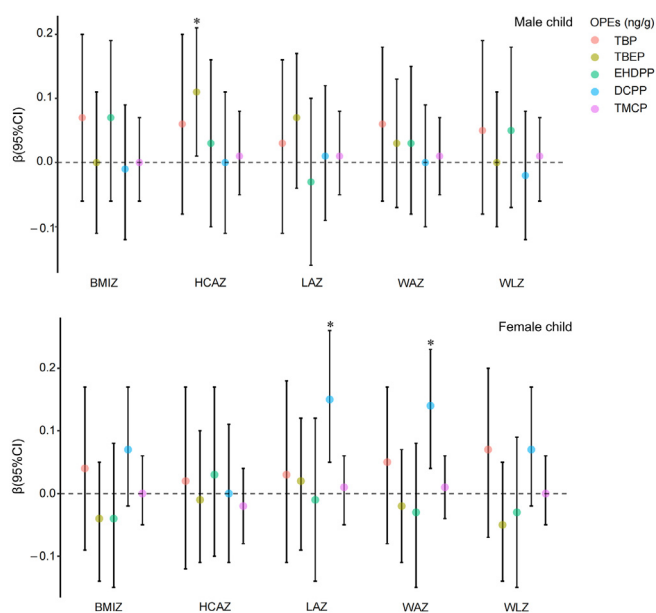 Male child
OPEs (ng/g)
TBP
TBEP
EHDPP
DCPP
TMCP
β(95%CI)
0.2
0.1
0.0
−0.1
*
BMIZ HCAZ LAZ WAZ WLZ
Female child
β(95%CI)
0.2
0.1
0.0
−0.1
* *
BMIZ HCAZ LAZ WAZ WLZ